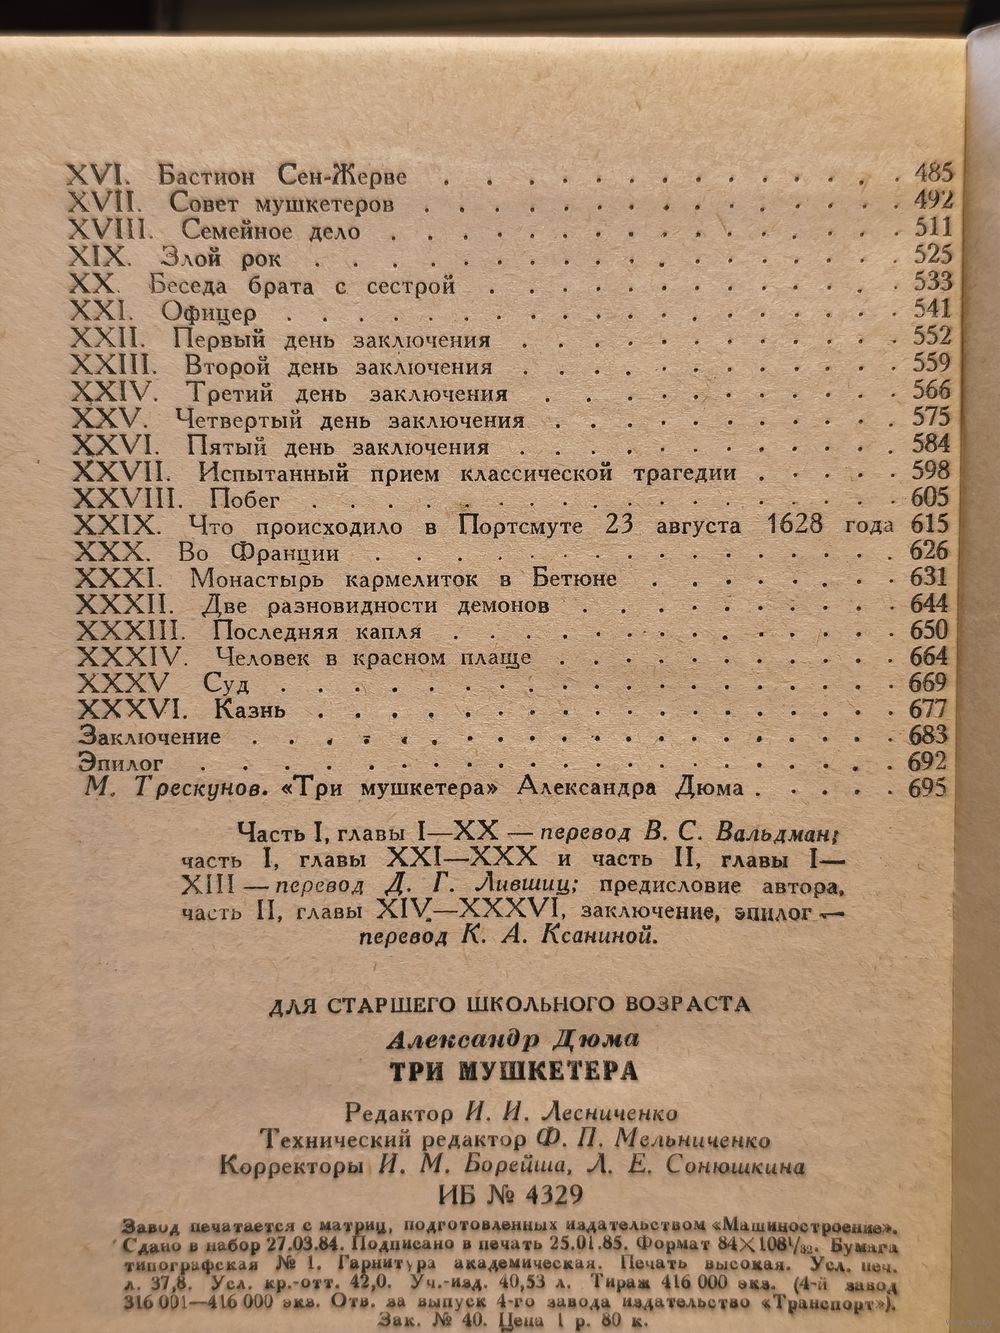 XVI. Бастион Сен-Жерве . . . . . . . . . . . . 485
XVII. Совет мушкетеров . . . . . . . . . . . . 492
XVIII. Семейное дело . . . . . . . . . . . . . 511
XIX. Злой рок . . . . . . . . . . . . . . . 525
XX. Беседа брата с сестрой . . . . . . . . . . 533
XXI. Офицер . . . . . . . . . . . . . . . . 541
XXII. Первый день заключения . . . . . . . . . . 552
XXIII. Второй день заключения . . . . . . . . . . 559
XXIV. Третий день заключения . . . . . . . . . . 566
XXV. Четвертый день заключения . . . . . . . . . 575
XXVI. Пятый день заключения . . . . . . . . . . 584
XXVII. Испытанный прием классической трагедии . . . . 598
XXVIII. Побег . . . . . . . . . . . . . . . 605
XXIX. Что происходило в Портсмуте 23 августа 1628 года 615
XXX. Во Франции . . . . . . . . . . . . . . 626
XXXI. Монастырь кармелиток в Бетюне . . . . . . . 631
XXXII. Две разновидности демонов . . . . . . . . . 644
XXXIII. Последняя капля . . . . . . . . . . . . 650
XXXIV. Человек в красном плаще . . . . . . . . . 664
XXXV Суд . . . . . . . . . . . . . . . . 669
XXXVI. Казнь . . . . . . . . . . . . . . . 677
Заключение . . . . . . . . . . . . . . . . . 683
Эпилог . . . . . . . . . . . . . . . . . . 692
М. Трескунов. «Три мушкетера» Александра Дюма . . . . . 695
Часть I, главы I—XX — перевод В. С. Вальдман;
часть I, главы XXI—XXX и часть II, главы I—
XIII — перевод Д. Г. Лившиц; предисловие автора,
часть II, главы XIV—XXXVI, заключение, эпилог —
перевод К. А. Ксаниной.
ДЛЯ СТАРШЕГО ШКОЛЬНОГО ВОЗРАСТА
Александр Дюма
ТРИ МУШКЕТЕРА
Редактор И. И. Лесниченко
Технический редактор Ф. П. Мельниченко
Корректоры И. М. Борейша, Л. Е. Сонюшкина
ИБ № 4329
Завод печатается с матриц, подготовленных издательством «Машиностроение».
Сдано в набор 27.03.84. Подписано в печать 25.01.85. Формат 84×108¹/₃₂. Бумага
типографская № 1. Гарнитура академическая. Печать высокая. Усл. печ.
л. 37,8. Усл. кр.-отт. 42,0. Уч.-изд. 40,53 л. Тираж 416 000 экз. (4-й завод
316 001—416 000 экз. Отв. за выпуск 4-го завода издательство «Транспорт»).
Зак. № 40. Цена 1 р. 80 к.